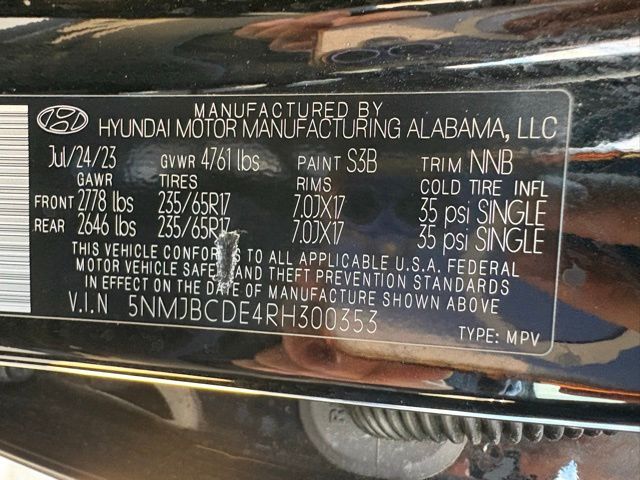 MANUFACTURED BY
HYUNDAI MOTOR MANUFACTURING ALABAMA, LLC
Jul/24/23 GVWR 4761 lbs PAINT S3B TRIM NNB
GAWR TIRES RIMS COLD TIRE INFL
FRONT 2778 lbs 235/65R17 7.0JX17 35 psi SINGLE
REAR 2646 lbs 235/65R17 7.0JX17 35 psi SINGLE
THIS VEHICLE CONFORMS TO ALL APPLICABLE U.S.A. FEDERAL
MOTOR VEHICLE SAFETY AND THEFT PREVENTION STANDARDS
IN EFFECT ON THE DATE OF MANUFACTURE SHOWN ABOVE
V.I.N 5NMJBCDE4RH300353
TYPE: MPV